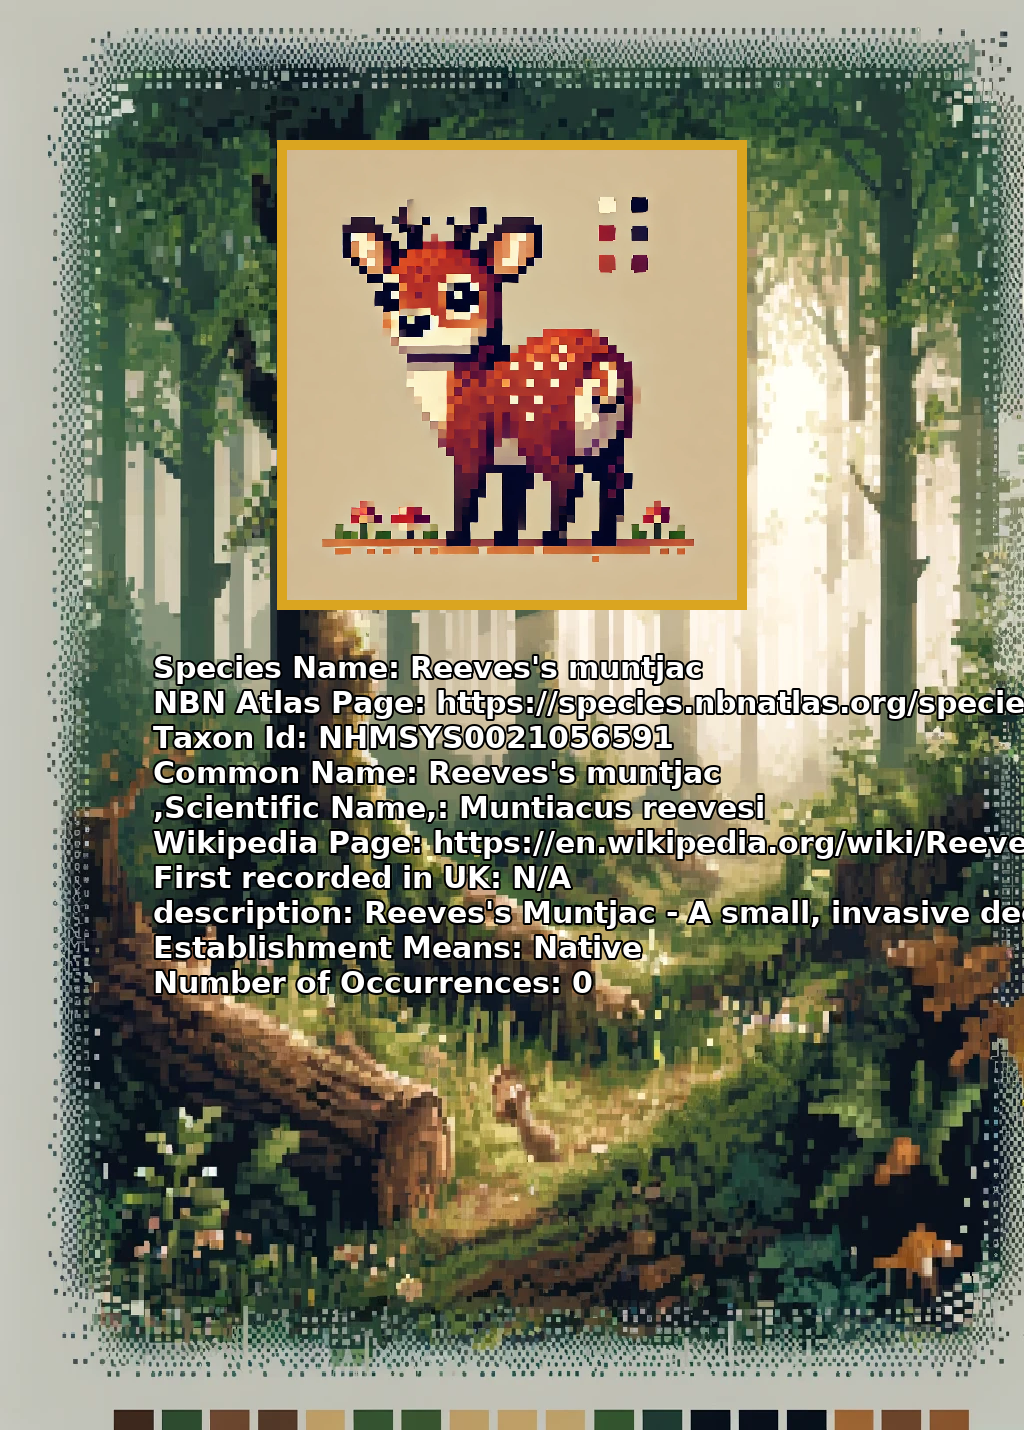 Species Name: Reeves's muntjac
NBN Atlas Page: https://species.nbnatlas.org/specie
Taxon Id: NHMSYS0021056591
Common Name: Reeves's muntjac
,Scientific Name,: Muntiacus reevesi
Wikipedia Page: https://en.wikipedia.org/wiki/Reeve
First recorded in UK: N/A
description: Reeves's Muntjac - A small, invasive de
Establishment Means: Native
Number of Occurrences: 0